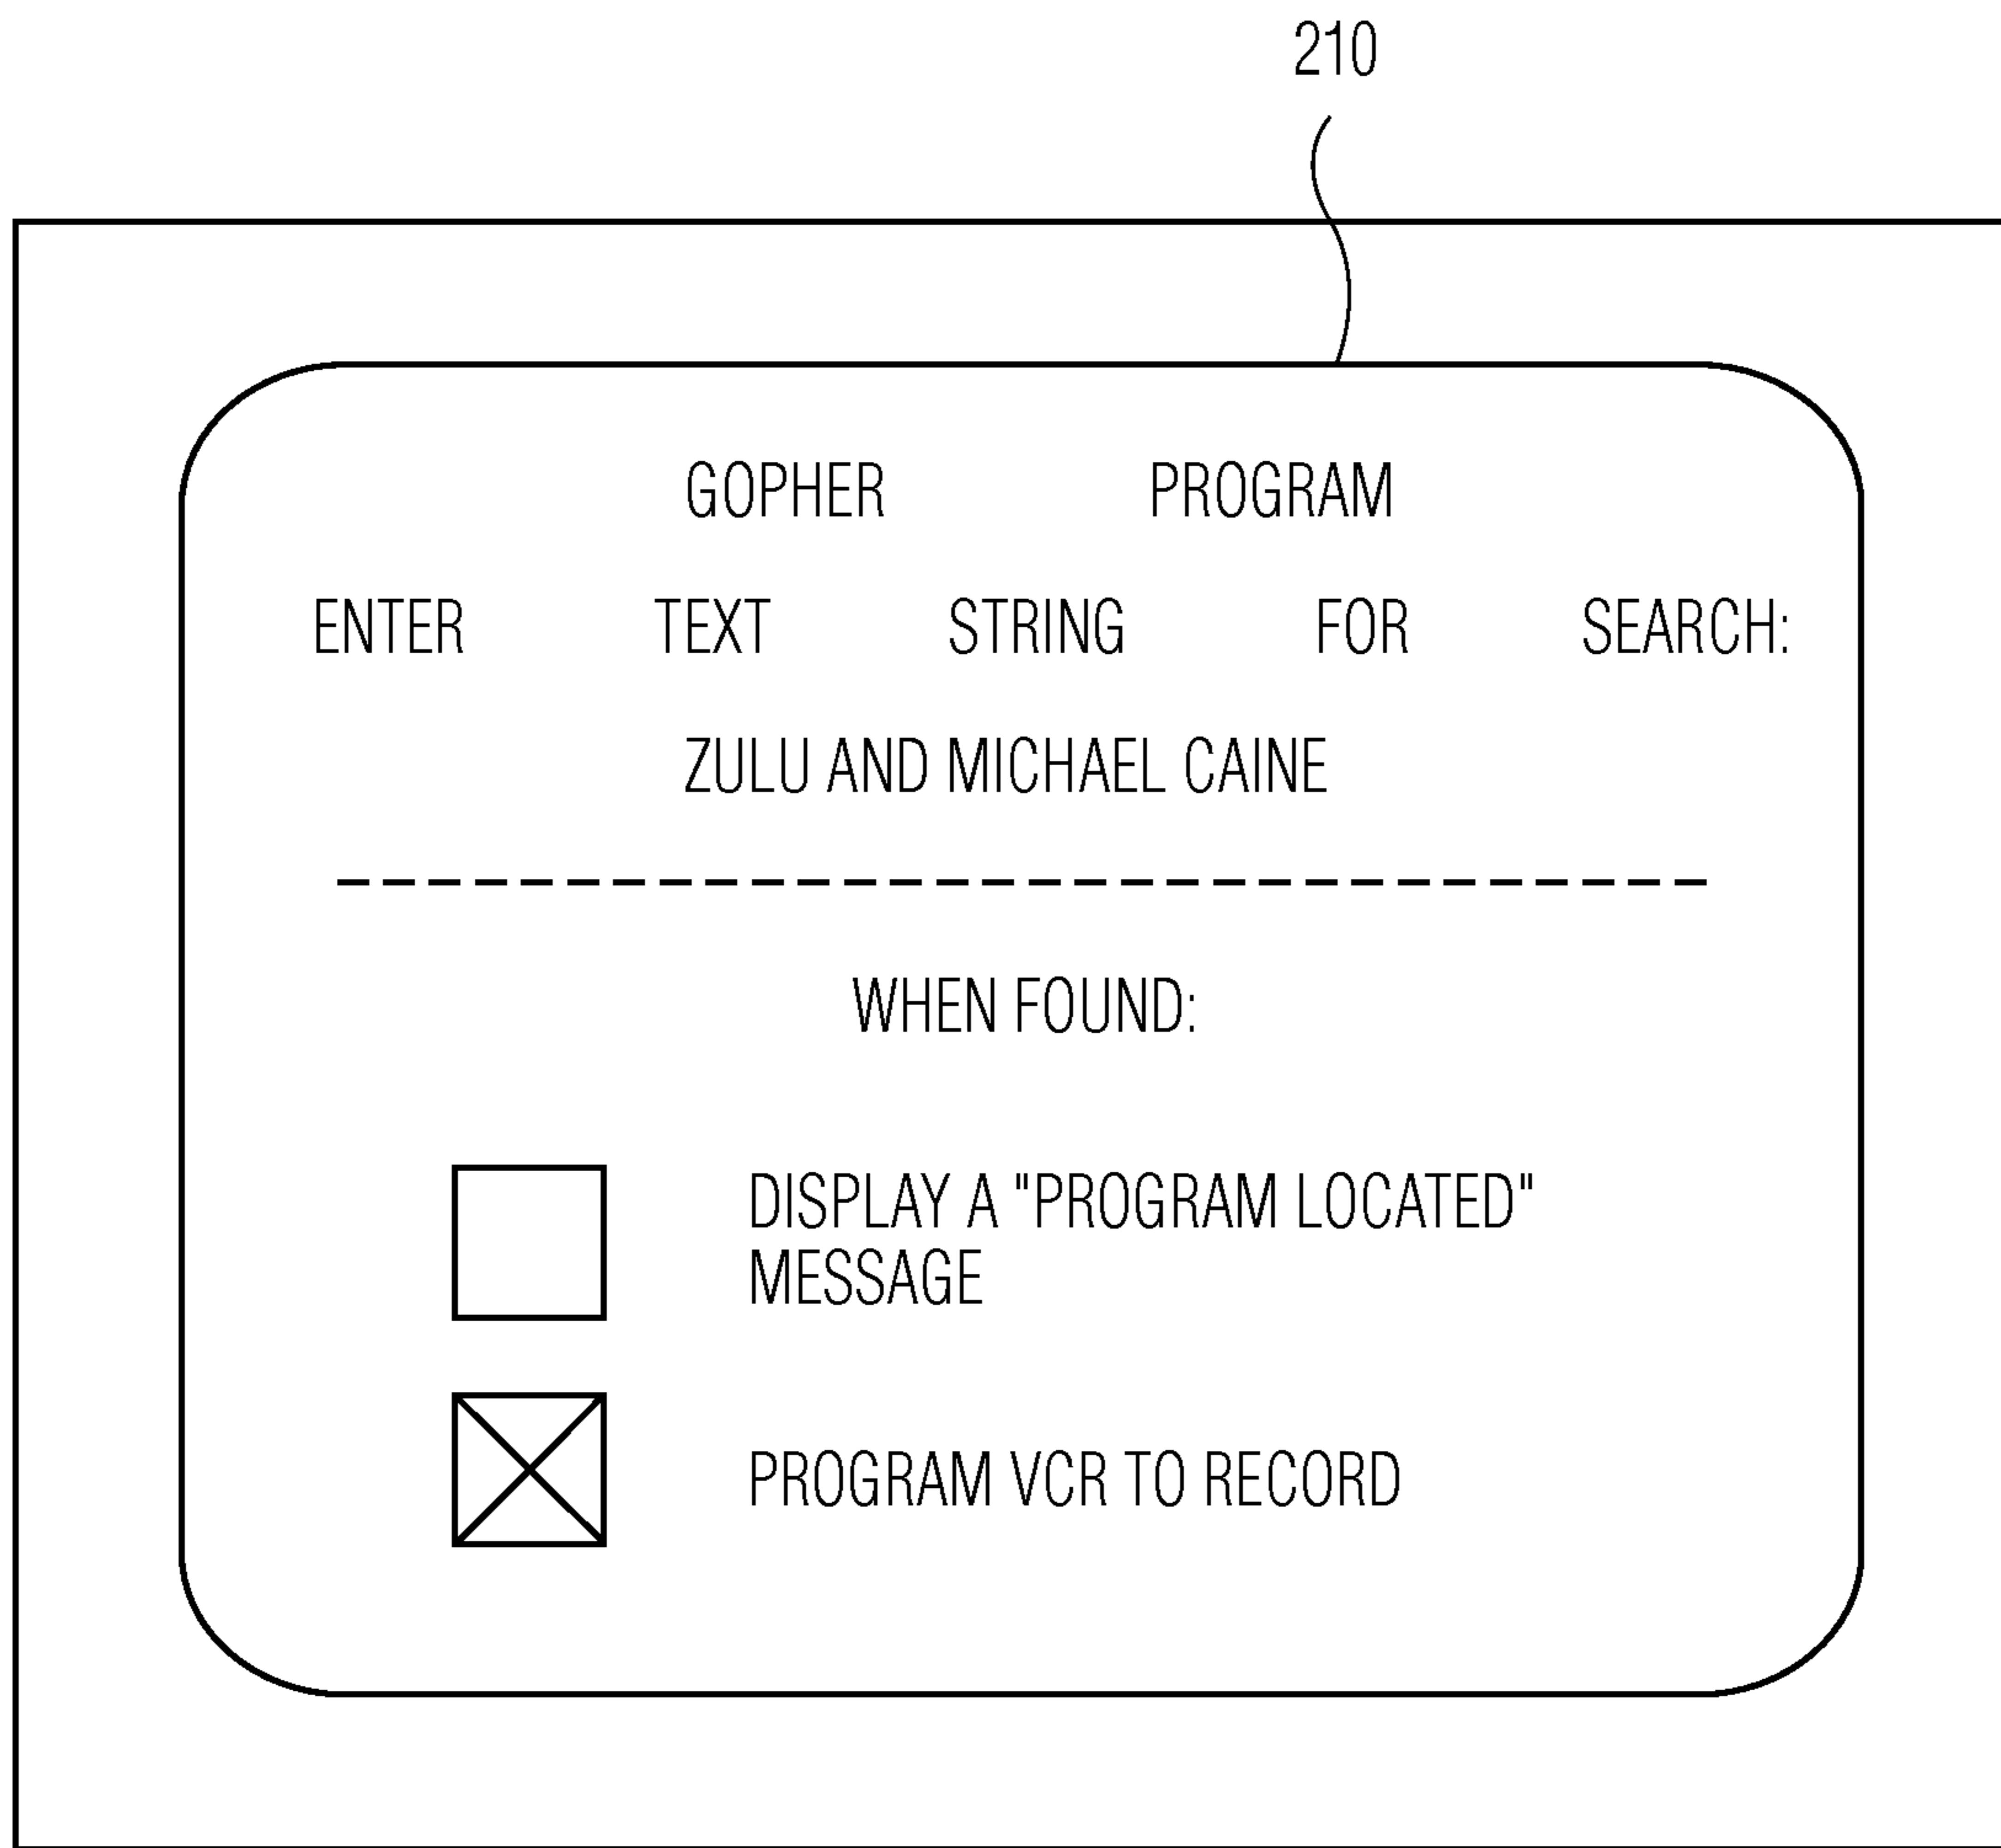 210
GOPHER PROGRAM
ENTER TEXT STRING FOR SEARCH:
ZULU AND MICHAEL CAINE
WHEN FOUND:
DISPLAY A "PROGRAM LOCATED"
MESSAGE
PROGRAM VCR TO RECORD